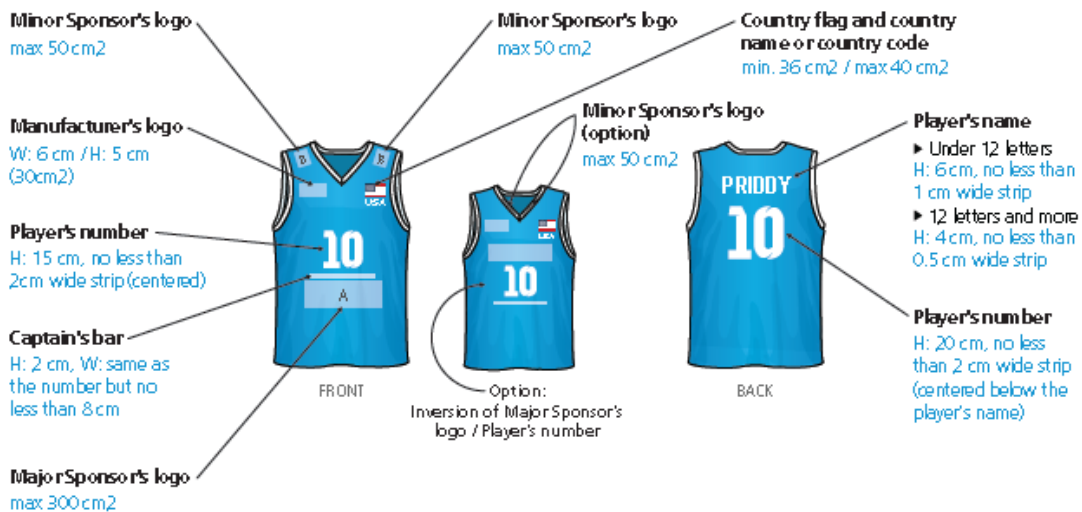 Minor Sponsor's logo
max 50 cm2
Minor Sponsor's logo
max 50 cm2
Country flag and country
name or country code
min. 36 cm2 / max 40 cm2
Manufacturer's logo
W: 6 cm / H: 5 cm
(30cm2)
Minor Sponsor's logo
(option)
max 50 cm2
Player's name
▸ Under 12 letters
H: 6 cm, no less than
1 cm wide strip
▸ 12 letters and more
H: 4 cm, no less than
0.5 cm wide strip
Player's number
H: 15 cm, no less than
2cm wide strip (centered)
Captain's bar
H: 2 cm, W: same as
the number but no
less than 8 cm
Major Sponsor's logo
max 300 cm2
B
B
USA
10
A
FRONT
USA
10
Option:
Inversion of Major Sponsor's
logo / Player's number
PRIDDY
10
BACK
Player's number
H: 20 cm, no less
than 2 cm wide strip
(centered below the
player's name)